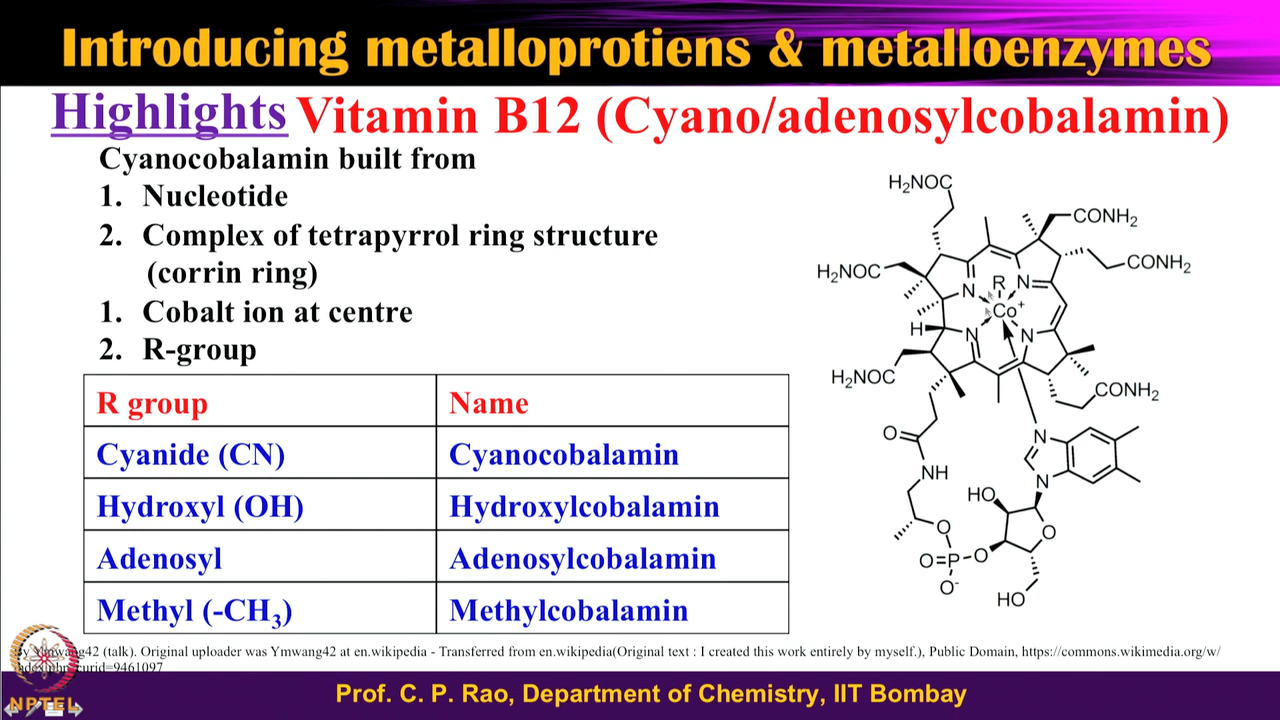 Introducing metalloprotiens & metalloenzymes
Highlights Vitamin B12 (Cyano/adenosylcobalamin)
Cyanocobalamin built from
1. Nucleotide
2. Complex of tetrapyrrol ring structure
(corrin ring)
1. Cobalt ion at centre
2. R-group
R group Name
Cyanide (CN) Cyanocobalamin
Hydroxyl (OH) Hydroxylcobalamin
Adenosyl Adenosylcobalamin
Methyl (-CH₃) Methylcobalamin
H₂NOC
CONH₂
H₂NOC
CONH₂
N
R
N
Co⁺
H
N
N
H₂NOC
CONH₂
O
N
NH
N
HO
O
O
O=P-O
O⁻
HO
By Ymwang42 (talk). Original uploader was Ymwang42 at en.wikipedia - Transferred from en.wikipedia(Original text : I created this work entirely by myself.), Public Domain, https://commons.wikimedia.org/w/
index.php?curid=9461097
NPTEL
Prof. C. P. Rao, Department of Chemistry, IIT Bombay